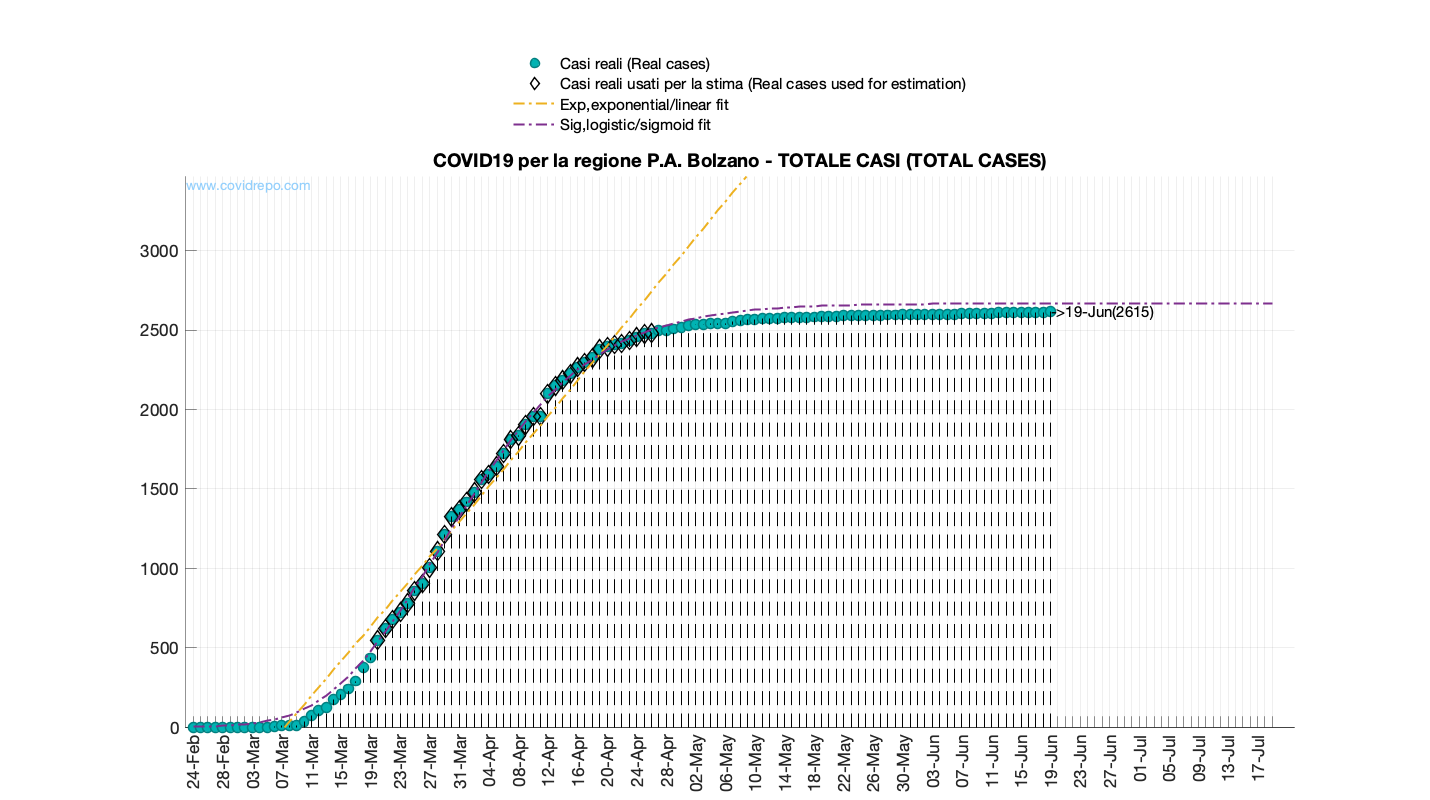 Casi reali (Real cases)
Casi reali usati per la stima (Real cases used for estimation)
Exp,exponential/linear fit
Sig,logistic/sigmoid fit
COVID19 per la regione P.A. Bolzano - TOTALE CASI (TOTAL CASES)
www.covidrepo.com
3000
2500
2000
1500
1000
500
0
->19-Jun(2615)
24-Feb
28-Feb
03-Mar
07-Mar
11-Mar
15-Mar
19-Mar
23-Mar
27-Mar
31-Mar
04-Apr
08-Apr
12-Apr
16-Apr
20-Apr
24-Apr
28-Apr
02-May
06-May
10-May
14-May
18-May
22-May
26-May
30-May
03-Jun
07-Jun
11-Jun
15-Jun
19-Jun
23-Jun
27-Jun
01-Jul
05-Jul
09-Jul
13-Jul
17-Jul